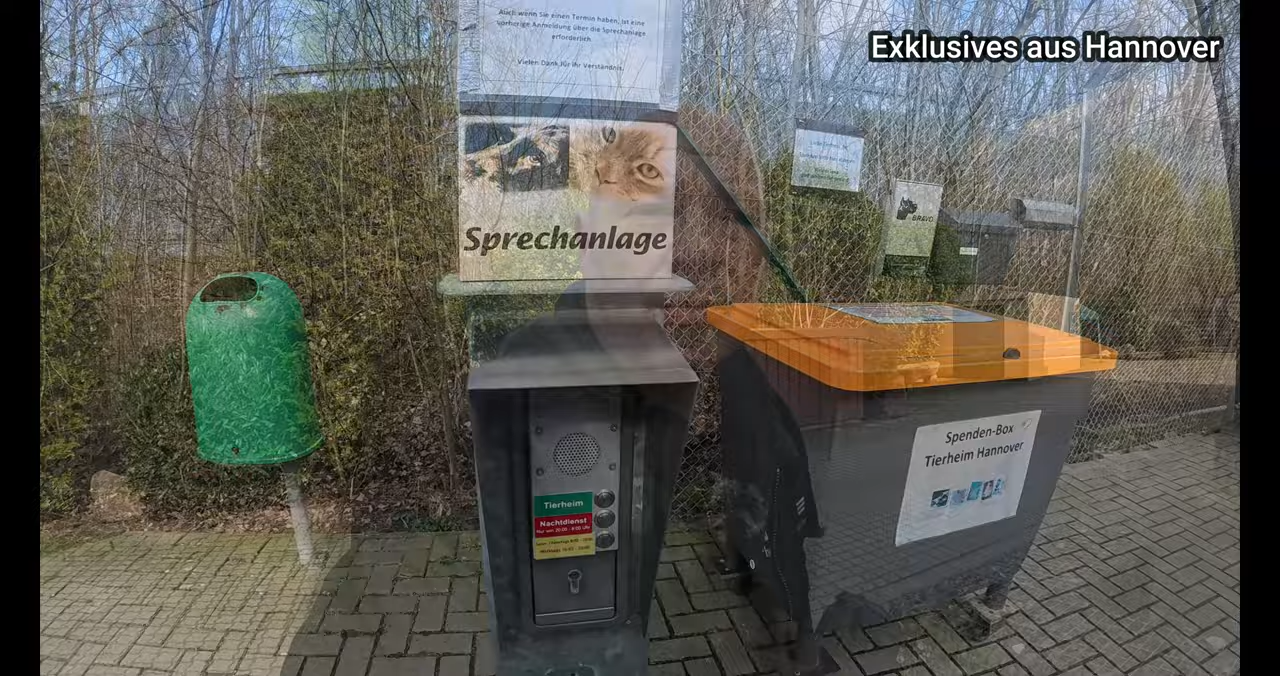 Exklusives aus Hannover
Auch wenn Sie einen Termin haben, ist eine
vorherige Anmeldung über die Sprechanlage
erforderlich.
Vielen Dank für Ihr Verständnis.
Sprechanlage
BRAVO
Spenden-Box
Tierheim Hannover
Tierheim
Nachtdienst